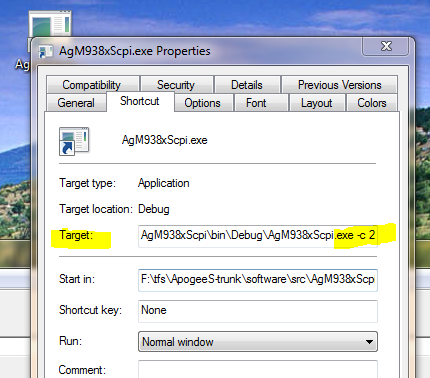 Ag
AgM938xScpi.exe Properties
Compatibility Security Details Previous Versions
General Shortcut Options Font Layout Colors
AgM938xScpi.exe
Target type: Application
Target location: Debug
Target: AgM938xScpi\bin\Debug\AgM938xScpi.exe -c 2
Start in: F:\tfs\ApogeeS-trunk\software\src\AgM938xScpi
Shortcut key: None
Run: Normal window
Comment: